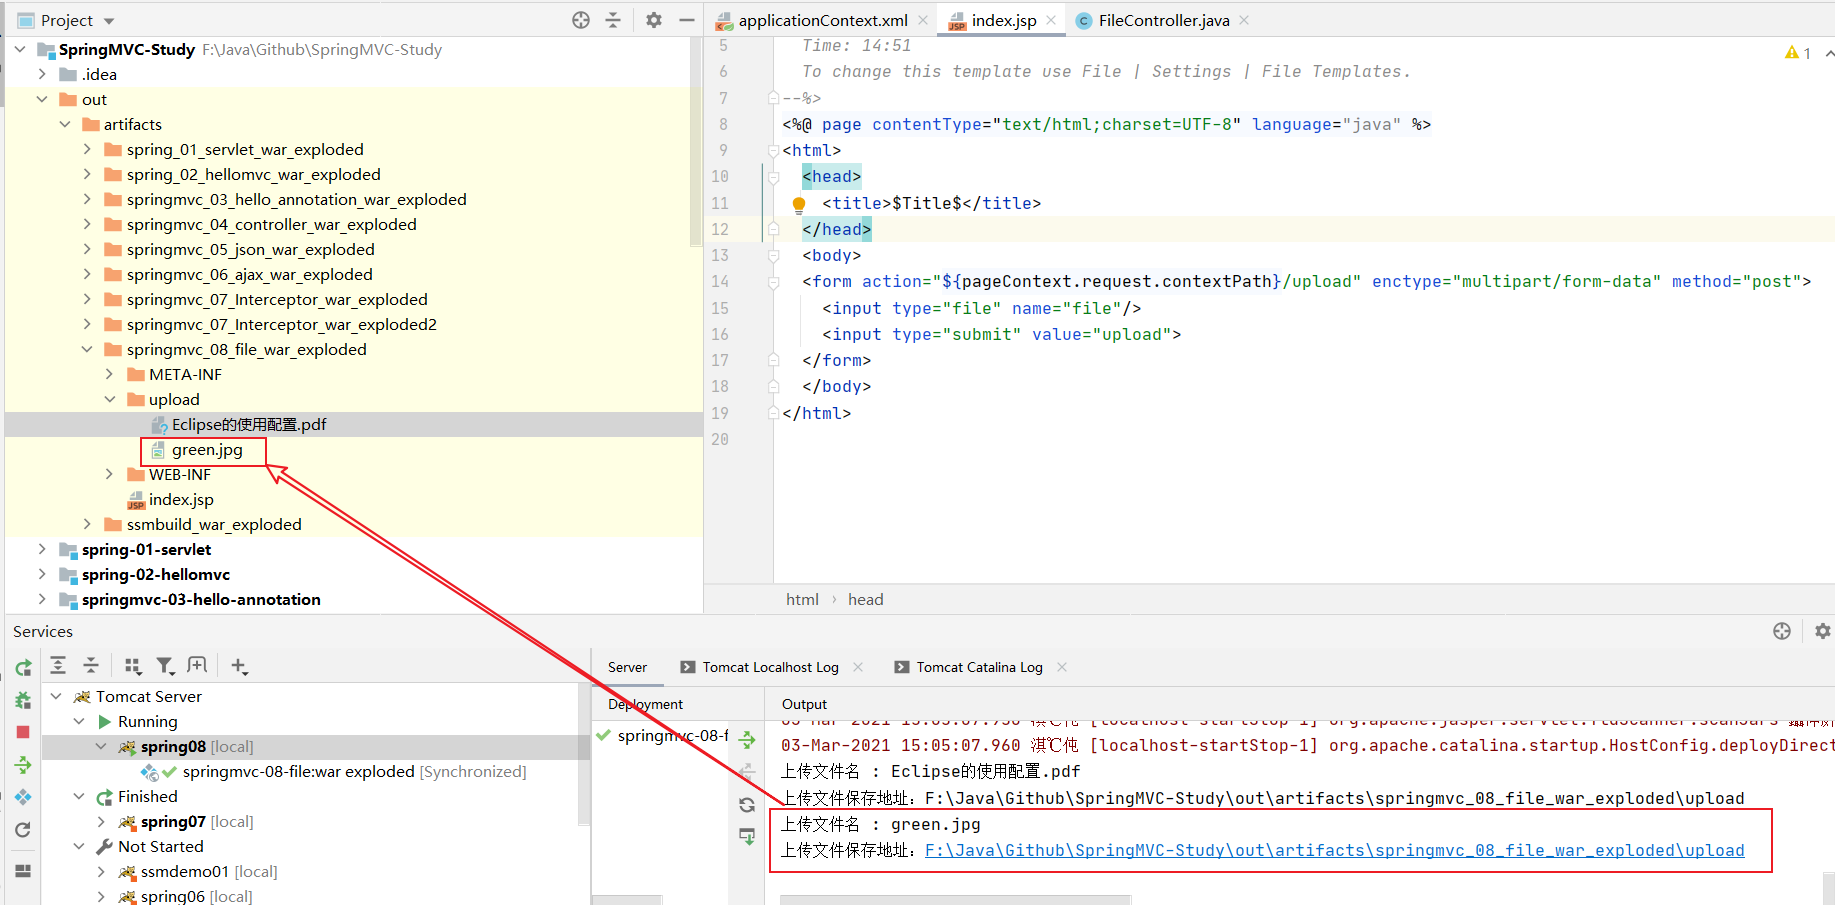 Project
SpringMVC-Study F:\Java\Github\SpringMVC-Study
.idea
out
artifacts
spring_01_servlet_war_exploded
spring_02_hellomvc_war_exploded
springmvc_03_hello_annotation_war_exploded
springmvc_04_controller_war_exploded
springmvc_05_json_war_exploded
springmvc_06_ajax_war_exploded
springmvc_07_Interceptor_war_exploded
springmvc_07_Interceptor_war_exploded2
springmvc_08_file_war_exploded
META-INF
upload
Eclipse的使用配置.pdf
green.jpg
WEB-INF
index.jsp
ssmbuild_war_exploded
spring-01-servlet
spring-02-hellomvc
springmvc-03-hello-annotation
applicationContext.xml index.jsp FileController.java
1
5 Time: 14:51
6 To change this template use File | Settings | File Templates.
7 --%>
8 <%@ page contentType="text/html;charset=UTF-8" language="java" %>
9 <html>
10 <head>
11 <title>$Title$</title>
12 </head>
13 <body>
14 <form action="${pageContext.request.contextPath}/upload" enctype="multipart/form-data" method="post">
15 <input type="file" name="file"/>
16 <input type="submit" value="upload">
17 </form>
18 </body>
19 </html>
20
html › head
Services
Tomcat Server
Running
spring08 [local]
springmvc-08-file:war exploded [Synchronized]
Finished
spring07 [local]
Not Started
ssmdemo01 [local]
spring06 [local]
Server Tomcat Localhost Log Tomcat Catalina Log
Deployment
springmvc-08-f
Output
03-Mar-2021 15:05:07.960 淇℃伅 [localhost-startStop-1] org.apache.catalina.startup.HostConfig.deployDirect
上传文件名 : Eclipse的使用配置.pdf
上传文件保存地址：F:\Java\Github\SpringMVC-Study\out\artifacts\springmvc_08_file_war_exploded\upload
上传文件名 : green.jpg
上传文件保存地址：F:\Java\Github\SpringMVC-Study\out\artifacts\springmvc_08_file_war_exploded\upload